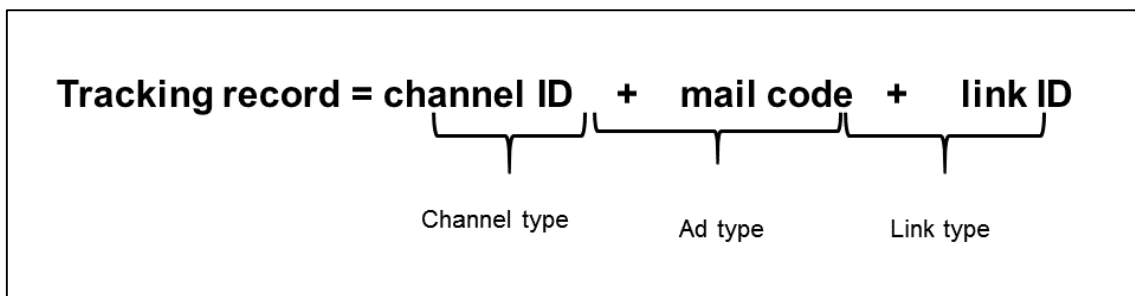 Tracking record = channel ID + mail code + link ID
Channel type Ad type Link type